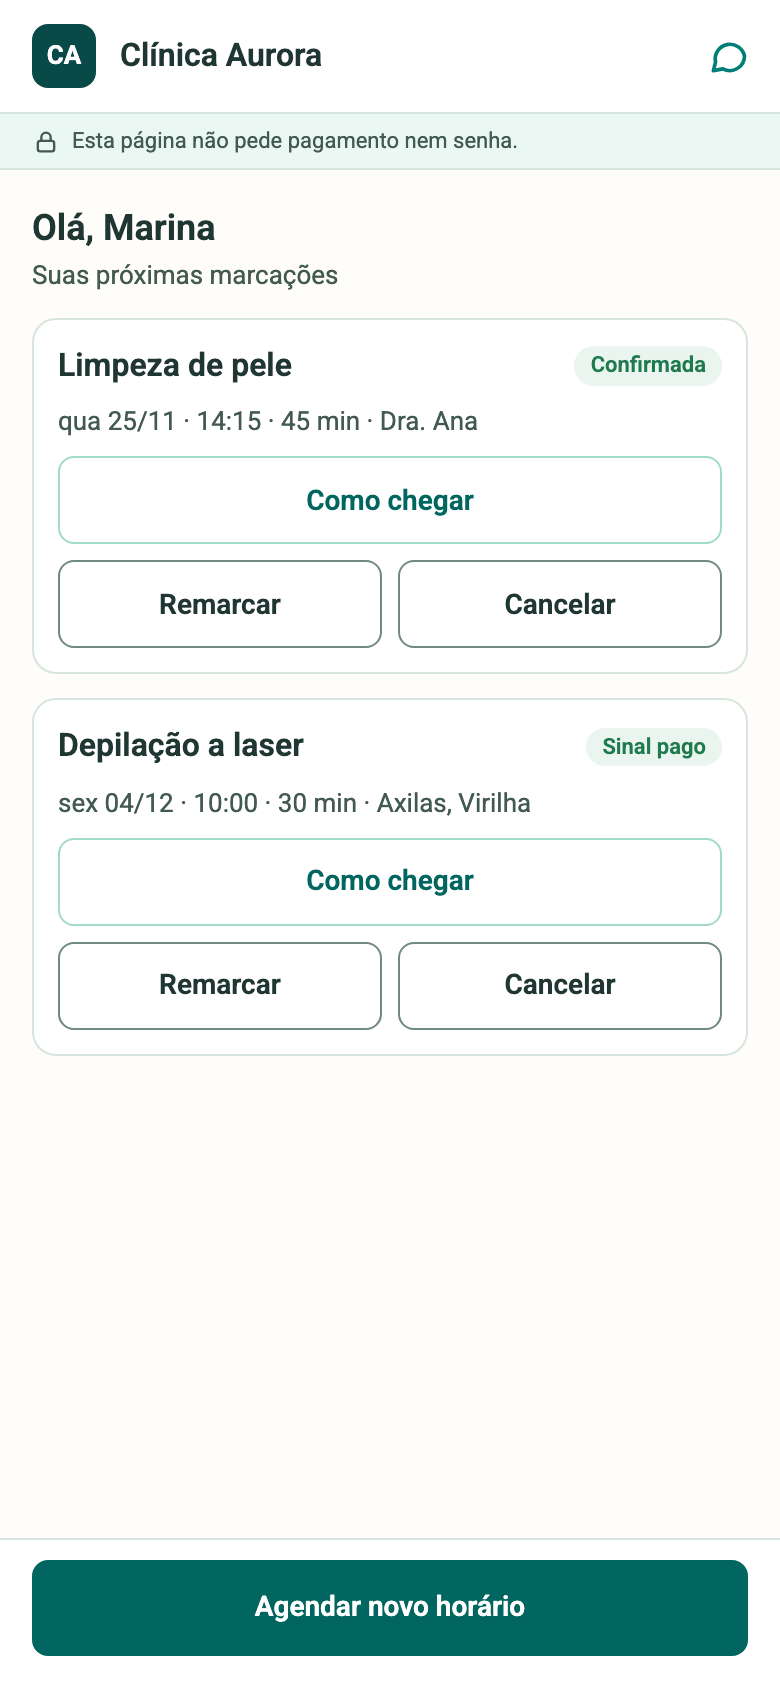 CA
Clínica Aurora
Esta página não pede pagamento nem senha.
Olá, Marina
Suas próximas marcações
Limpeza de pele
Confirmada
qua 25/11 · 14:15 · 45 min · Dra. Ana
Como chegar
Remarcar
Cancelar
Depilação a laser
Sinal pago
sex 04/12 · 10:00 · 30 min · Axilas, Virilha
Como chegar
Remarcar
Cancelar
Agendar novo horário